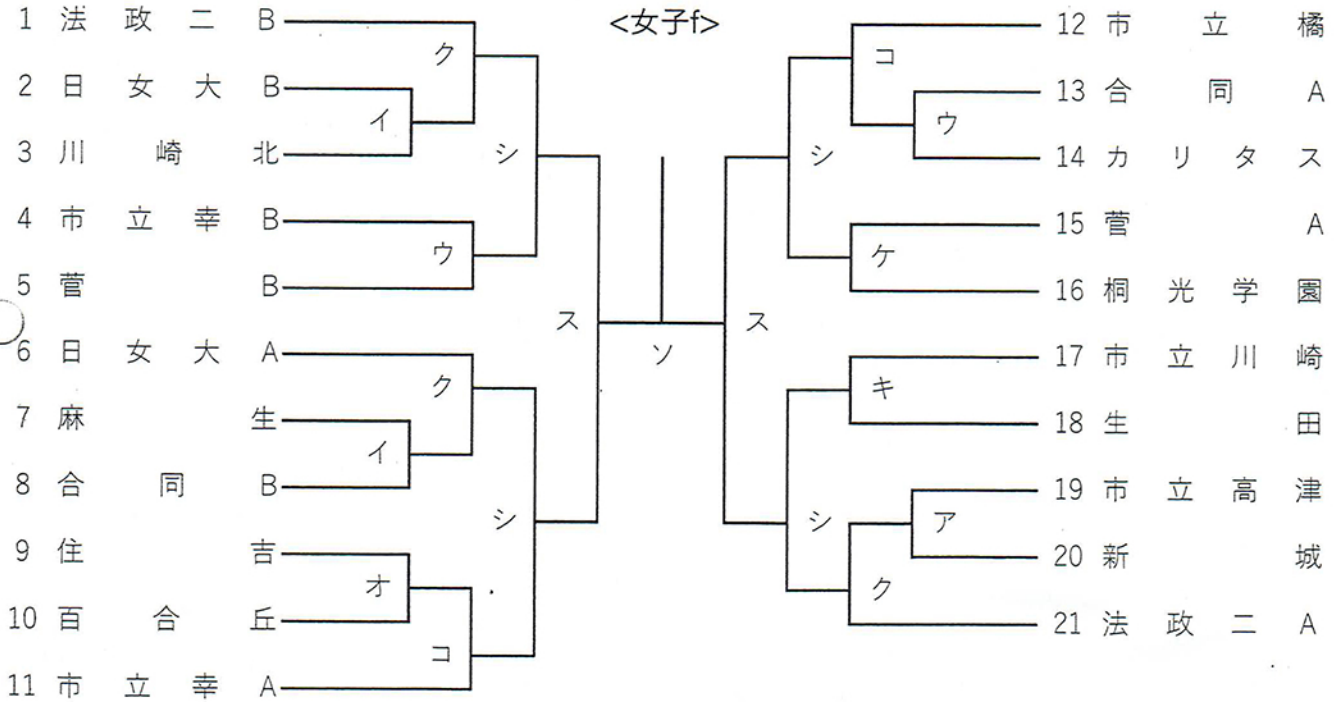 <女子f>
1 法政二 B
ク
2 日女大 B
イ
3 川崎北
シ
4 市立幸 B
ウ
5 菅 B
ス
6 日女大 A
ク
7 麻生
イ
8 合同 B
シ
9 住吉
オ
10 百合丘
コ
11 市立幸 A
ソ
12 市立橘
コ
13 合同 A
ウ
14 カリタス
シ
15 菅 A
ケ
16 桐光学園
ス
17 市立川崎
キ
18 生田
19 市立高津
シ
ア
20 新城
ク
21 法政二 A